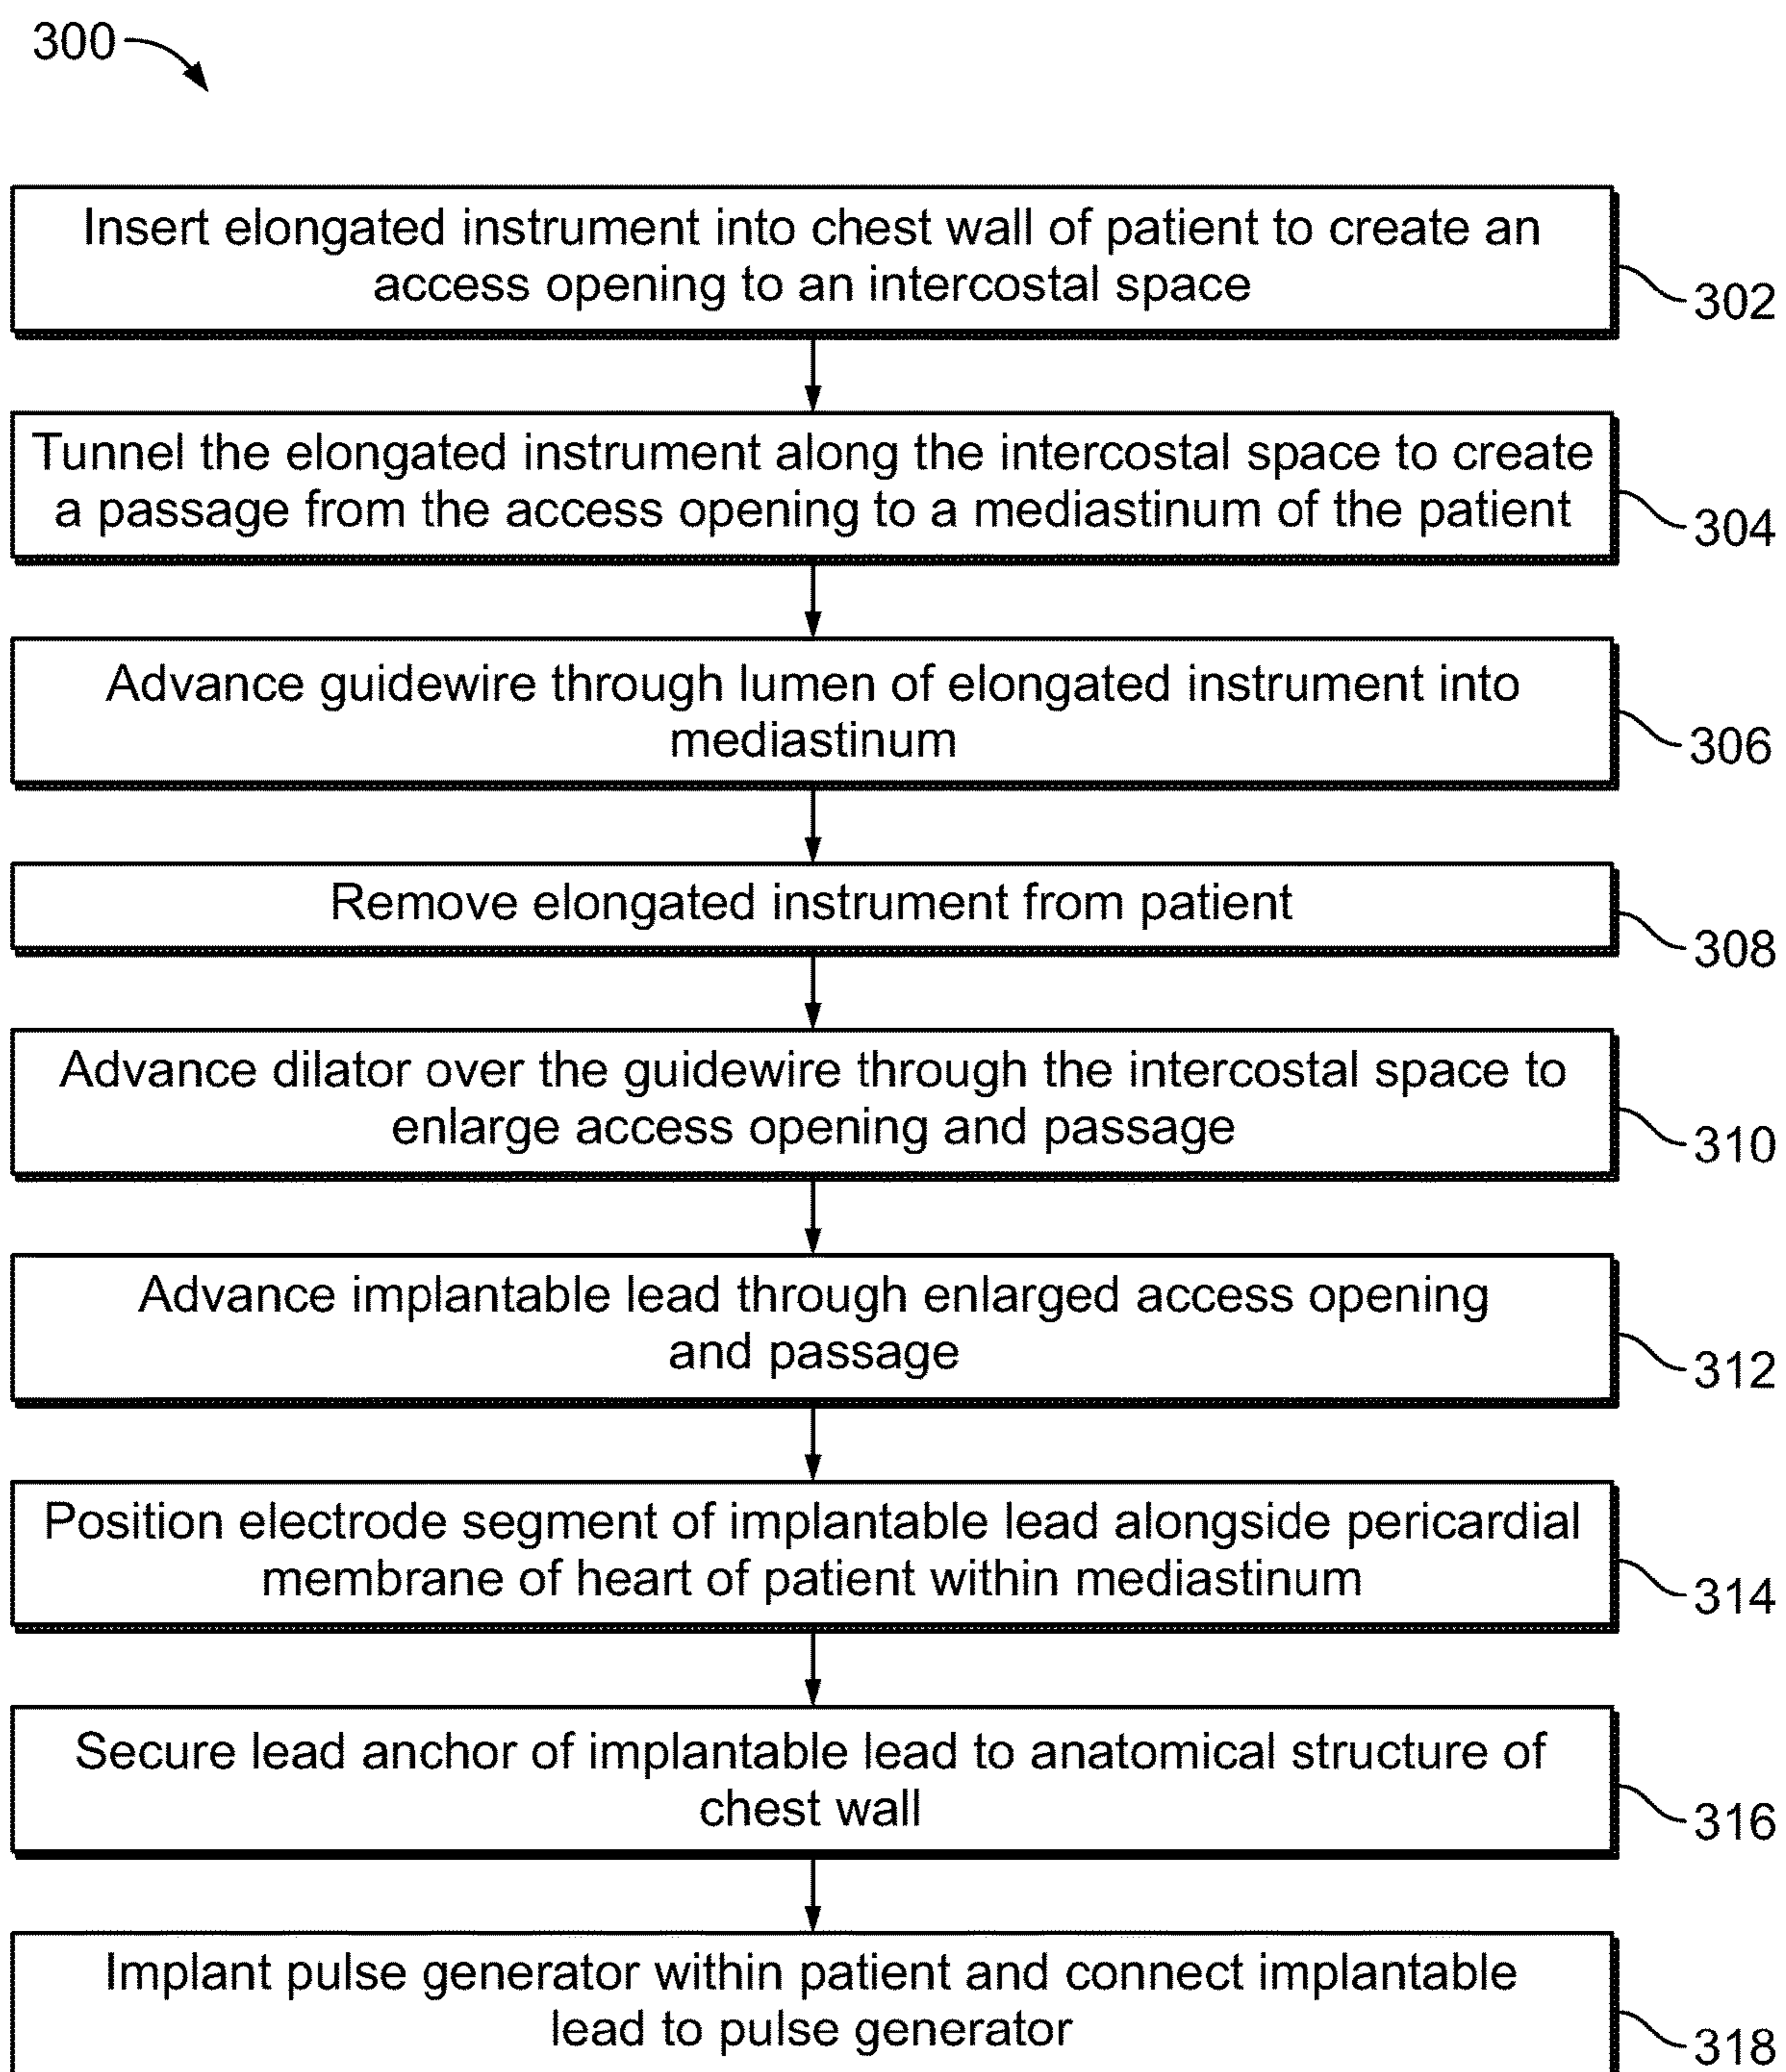 300
Insert elongated instrument into chest wall of patient to create an
access opening to an intercostal space
302
Tunnel the elongated instrument along the intercostal space to create
a passage from the access opening to a mediastinum of the patient
304
Advance guidewire through lumen of elongated instrument into
mediastinum
306
Remove elongated instrument from patient
308
Advance dilator over the guidewire through the intercostal space to
enlarge access opening and passage
310
Advance implantable lead through enlarged access opening
and passage
312
Position electrode segment of implantable lead alongside pericardial
membrane of heart of patient within mediastinum
314
Secure lead anchor of implantable lead to anatomical structure of
chest wall
316
Implant pulse generator within patient and connect implantable
lead to pulse generator
318